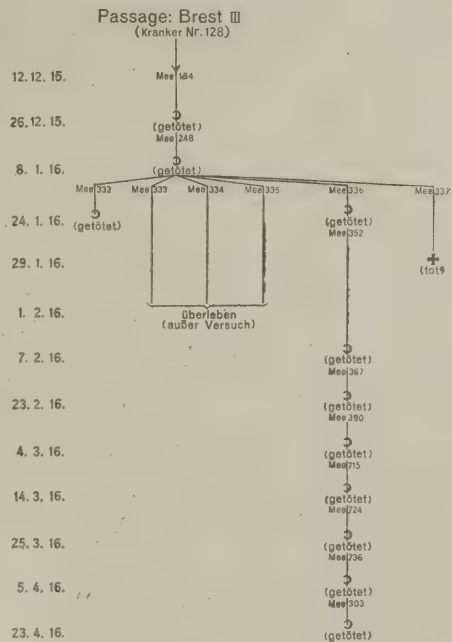 Passage: Brest III
(Kranker Nr. 128)
12.12.15.
Mee 184
26.12.15.
(getötet)
Mee 248
8. 1. 16.
(getötet)
Mee 332 Mee 333 Mee 334 Mee 335 Mee 336 Mee 337
24. 1. 16.
(getötet)
(getötet)
Mee 352
29. 1. 16.
(tot)
1. 2. 16.
überleben
(außer Versuch)
7. 2. 16.
(getötet)
Mee 367
23. 2. 16.
(getötet)
Mee 390
4. 3. 16.
(getötet)
Mee 715
14. 3. 16.
(getötet)
Mee 724
25. 3. 16.
(getötet)
Mee 736
5. 4. 16.
(getötet)
Mee 303
23. 4. 16.
(getötet)